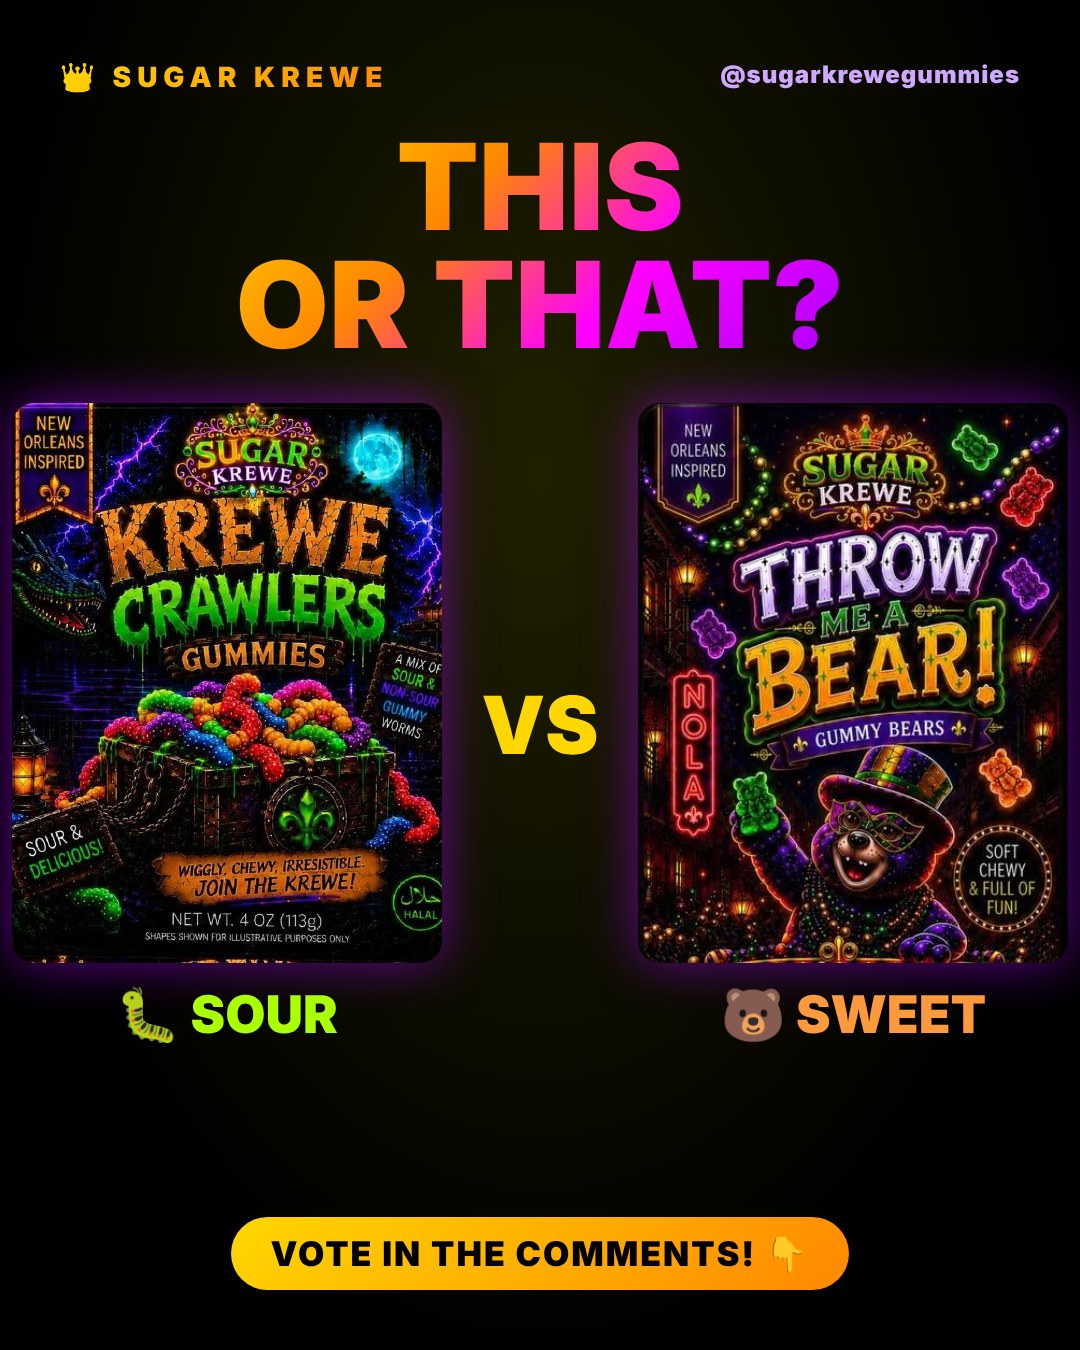 SUGAR KREWE
@sugarkrewegummies
THIS
OR THAT?
NEW
ORLEANS
INSPIRED
SUGAR
KREWE
KREWE
CRAWLERS
GUMMIES
A MIX OF
SOUR &
NON-SOUR
GUMMY
WORMS
SOUR &
DELICIOUS!
WIGGLY, CHEWY, IRRESISTIBLE.
JOIN THE KREWE!
NET WT. 4 OZ (113g)
SHAPES SHOWN FOR ILLUSTRATIVE PURPOSES ONLY
حلال
HALAL
VS
NEW
ORLEANS
INSPIRED
SUGAR
KREWE
THROW
ME A
BEAR!
GUMMY BEARS
NOLA
SOFT
CHEWY
& FULL OF
FUN!
🐛 SOUR
🐻 SWEET
VOTE IN THE COMMENTS! 👇